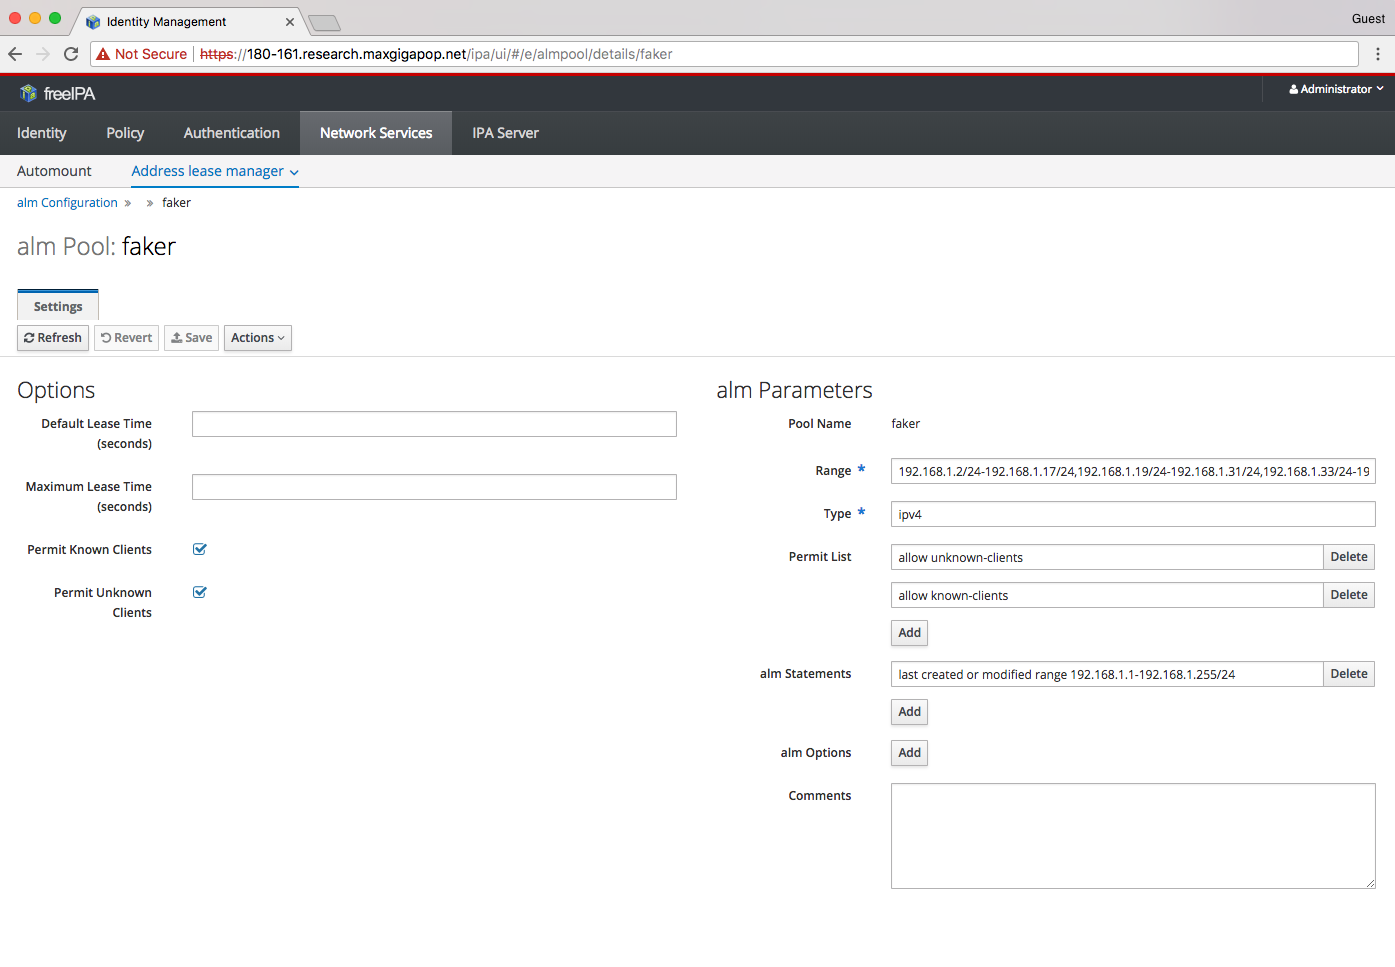 Identity Management
Guest
Not Secure https://180-161.research.maxgigapop.net/ipa/ui/#/e/almpool/details/faker
freeIPA
Administrator
Identity Policy Authentication Network Services IPA Server
Automount Address lease manager
alm Configuration » » faker
alm Pool: faker
Settings
Refresh Revert Save Actions
Options
Default Lease Time
(seconds)
Maximum Lease Time
(seconds)
Permit Known Clients
Permit Unknown
Clients
alm Parameters
Pool Name faker
Range * 192.168.1.2/24-192.168.1.17/24,192.168.1.19/24-192.168.1.31/24,192.168.1.33/24-19
Type * ipv4
Permit List allow unknown-clients Delete
allow known-clients Delete
Add
alm Statements last created or modified range 192.168.1.1-192.168.1.255/24 Delete
Add
alm Options Add
Comments